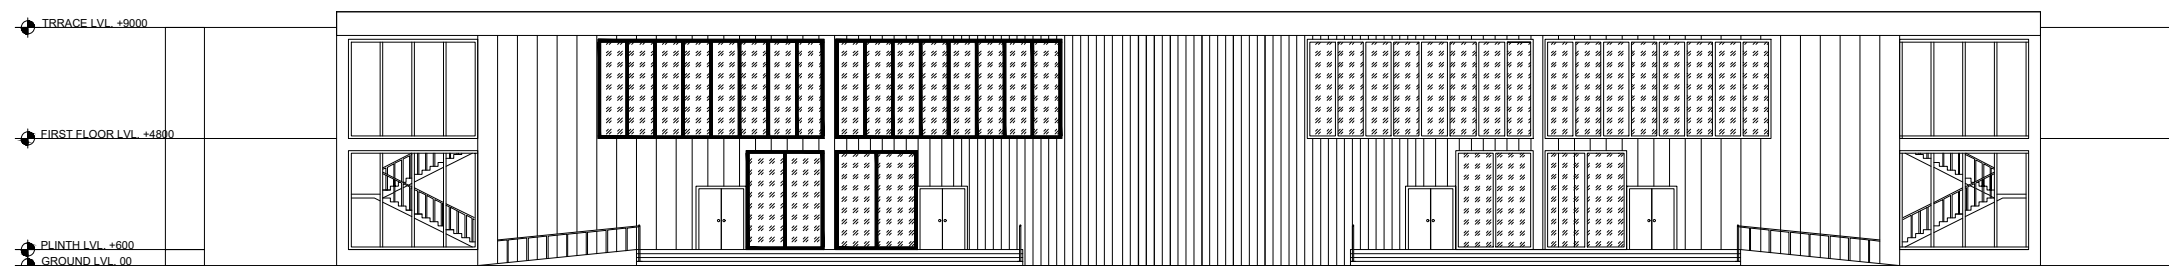 TRRACE LVL. +9000
FIRST FLOOR LVL. +4800
PLINTH LVL. +600
GROUND LVL. 00